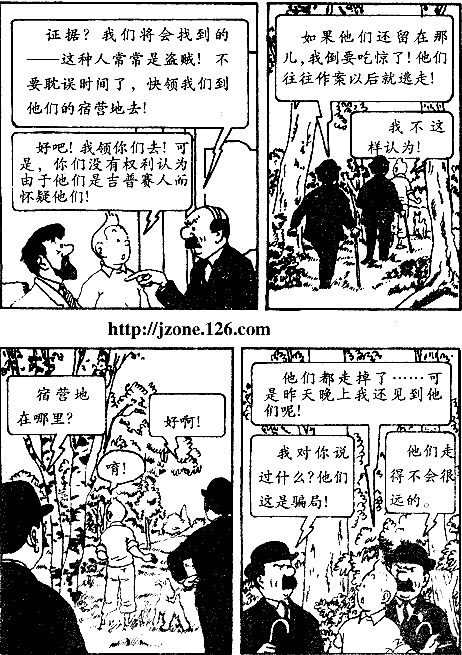 证据？我们将会找到的
——这种人常常是盗贼！不
要耽误时间了，快领我们到
他们的宿营地去！
好吧！我领你们去！可
是，你们没有权利认为
由于他们是吉普赛人而
怀疑他们！
如果他们还留在那
儿，我倒要吃惊了！他们
往往作案以后就逃走！
我不这
样认为！
http://jzone.126.com
宿营地
在哪里？
好啊！
唷！
他们都走掉了……可
是昨天晚上我还见到他
们呢！
我对你说
过什么？他们
这是骗局！
他们走
得不会很
远的。